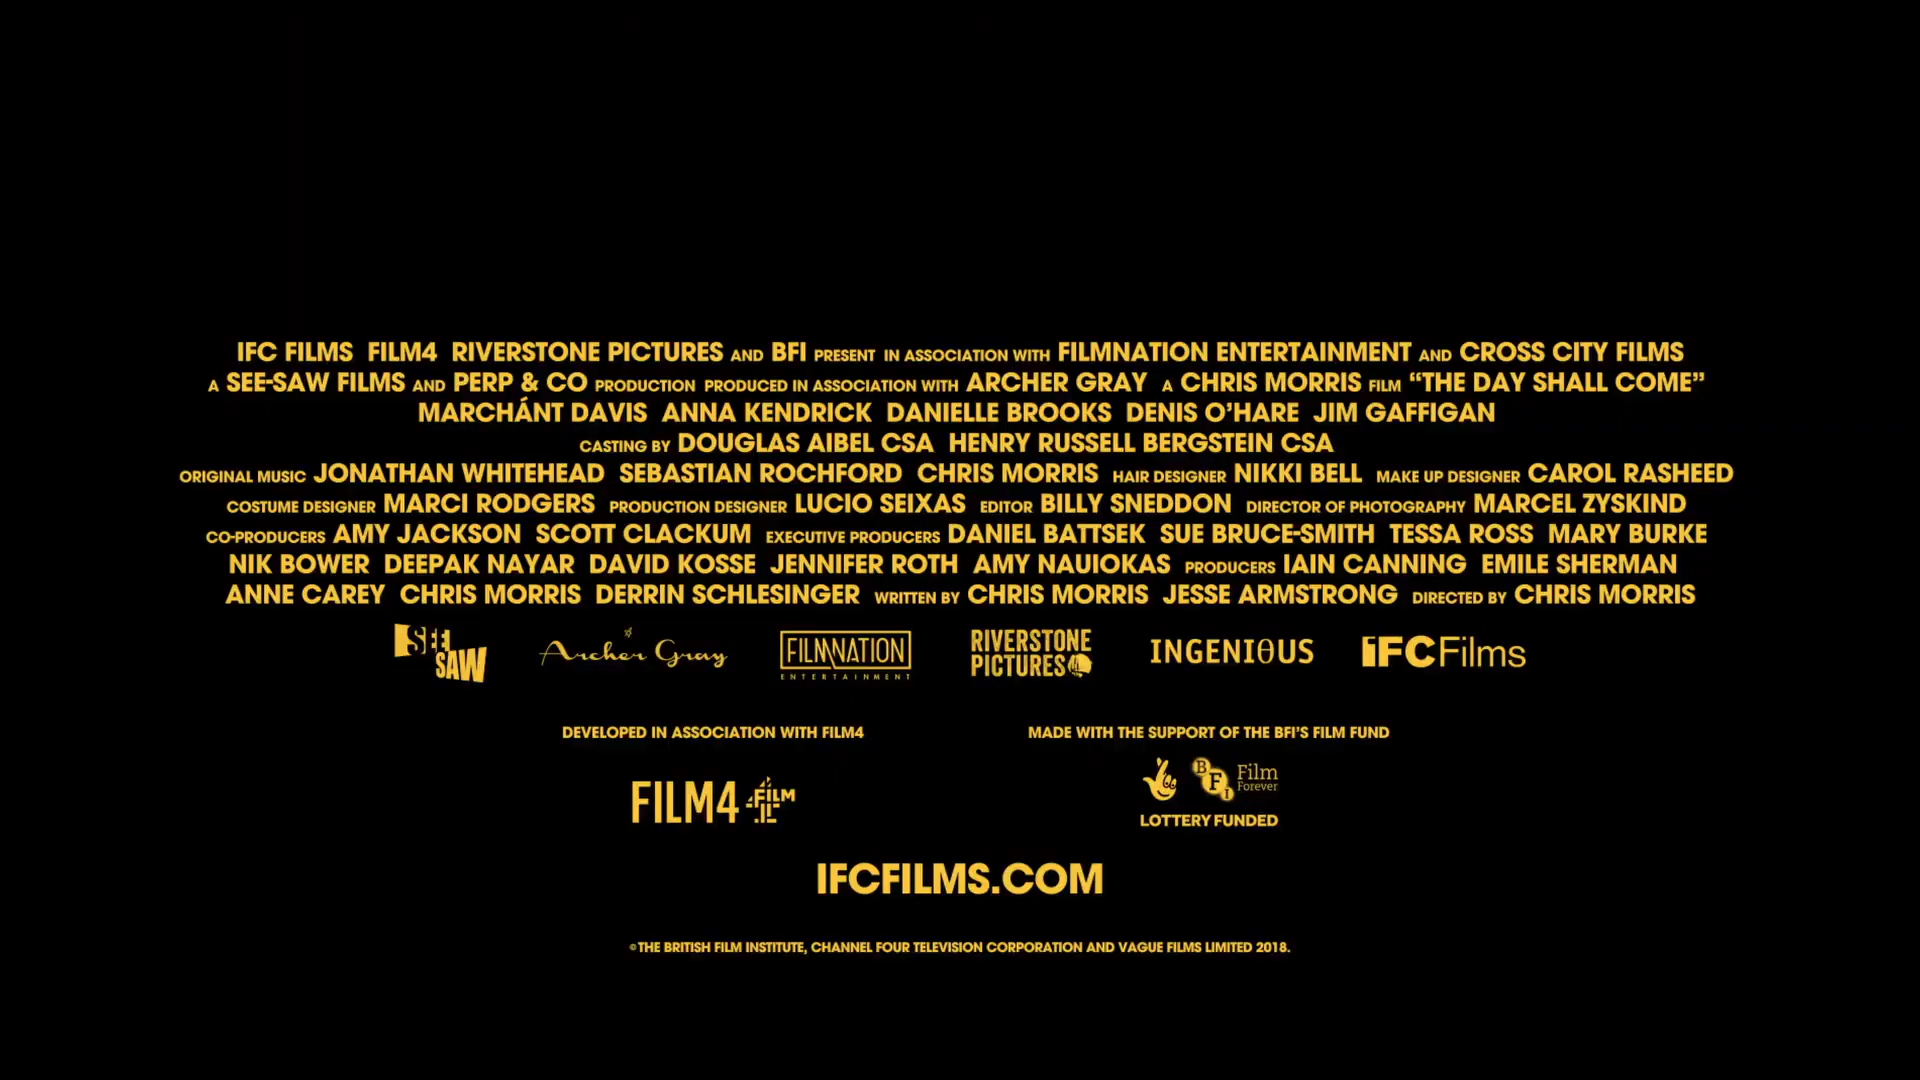 IFC FILMS FILM4 RIVERSTONE PICTURES AND BFI PRESENT IN ASSOCIATION WITH FILMNATION ENTERTAINMENT AND CROSS CITY FILMS
A SEE-SAW FILMS AND PERP & CO PRODUCTION PRODUCED IN ASSOCIATION WITH ARCHER GRAY A CHRIS MORRIS FILM “THE DAY SHALL COME”
MARCHÁNT DAVIS ANNA KENDRICK DANIELLE BROOKS DENIS O’HARE JIM GAFFIGAN
CASTING BY DOUGLAS AIBEL CSA HENRY RUSSELL BERGSTEIN CSA
ORIGINAL MUSIC JONATHAN WHITEHEAD SEBASTIAN ROCHFORD CHRIS MORRIS HAIR DESIGNER NIKKI BELL MAKE UP DESIGNER CAROL RASHEED
COSTUME DESIGNER MARCI RODGERS PRODUCTION DESIGNER LUCIO SEIXAS EDITOR BILLY SNEDDON DIRECTOR OF PHOTOGRAPHY MARCEL ZYSKIND
CO-PRODUCERS AMY JACKSON SCOTT CLACKUM EXECUTIVE PRODUCERS DANIEL BATTSEK SUE BRUCE-SMITH TESSA ROSS MARY BURKE
NIK BOWER DEEPAK NAYAR DAVID KOSSE JENNIFER ROTH AMY NAUIOKAS PRODUCERS IAIN CANNING EMILE SHERMAN
ANNE CAREY CHRIS MORRIS DERRIN SCHLESINGER WRITTEN BY CHRIS MORRIS JESSE ARMSTRONG DIRECTED BY CHRIS MORRIS
SEE SAW
Archer Gray
FILMNATION
ENTERTAINMENT
RIVERSTONE
PICTURES
INGENIOUS
IFC Films
DEVELOPED IN ASSOCIATION WITH FILM4
MADE WITH THE SUPPORT OF THE BFI’S FILM FUND
FILM4 FILM
BFI Film
Forever
LOTTERY FUNDED
IFCFILMS.COM
©THE BRITISH FILM INSTITUTE, CHANNEL FOUR TELEVISION CORPORATION AND VAGUE FILMS LIMITED 2018.